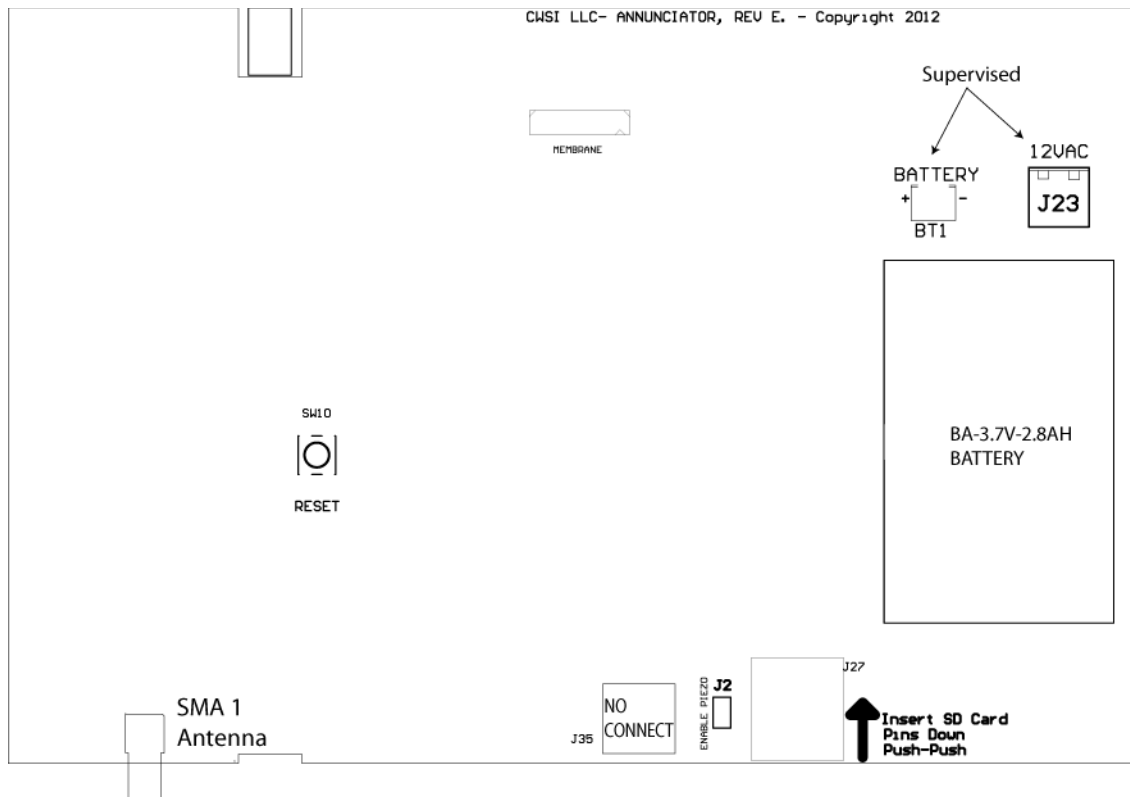 CWSI LLC- ANNUNCIATOR, REV E. - Copyright 2012
Supervised
MEMBRANE
12VAC
BATTERY
+ -
J23
BT1
SW10
BA-3.7V-2.8AH
BATTERY
RESET
J27
ENABLE PIEZO
J2
SMA 1
Antenna
NO
CONNECT
J35
Insert SD Card
Pins Down
Push-Push